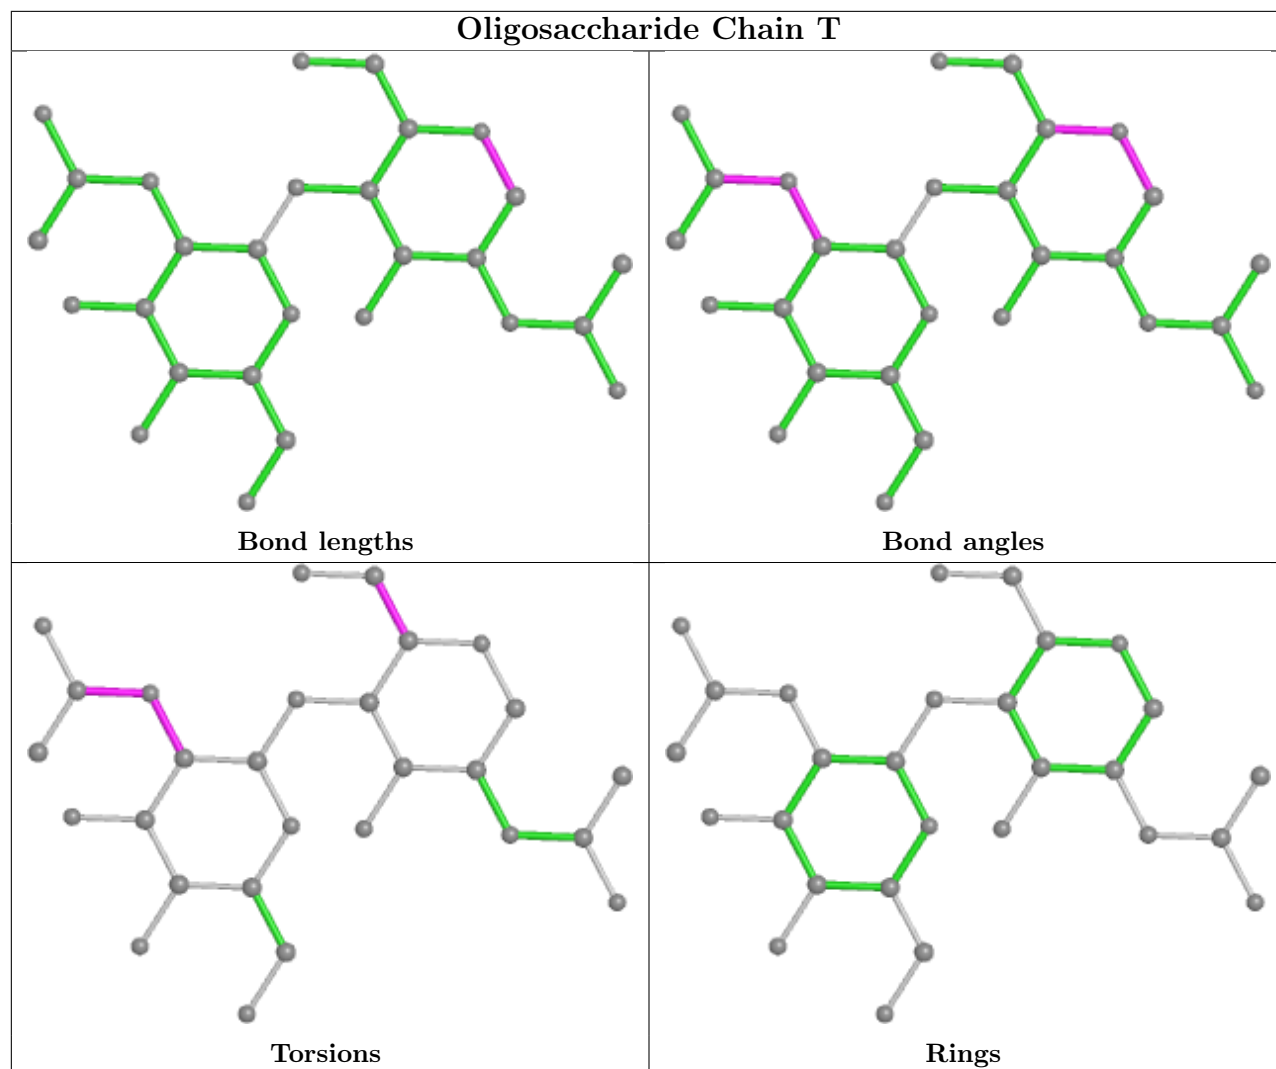 Oligosaccharide Chain T
Bond lengths
Bond angles
Torsions
Rings